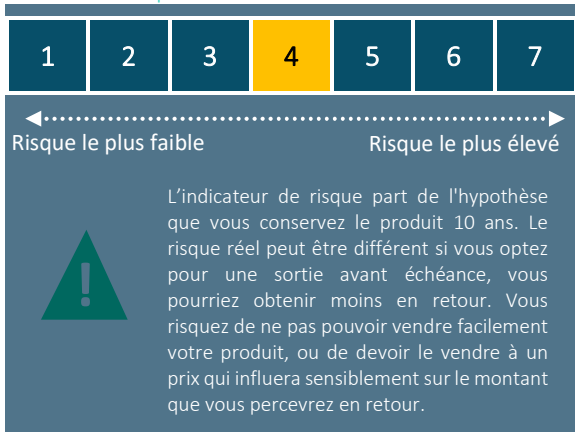 1 2 3 4 5 6 7
Risque le plus faible Risque le plus élevé
L’indicateur de risque part de l'hypothèse
que vous conservez le produit 10 ans. Le
risque réel peut être différent si vous optez
pour une sortie avant échéance, vous
pourriez obtenir moins en retour. Vous
risquez de ne pas pouvoir vendre facilement
votre produit, ou de devoir le vendre à un
prix qui influera sensiblement sur le montant
que vous percevrez en retour.
!